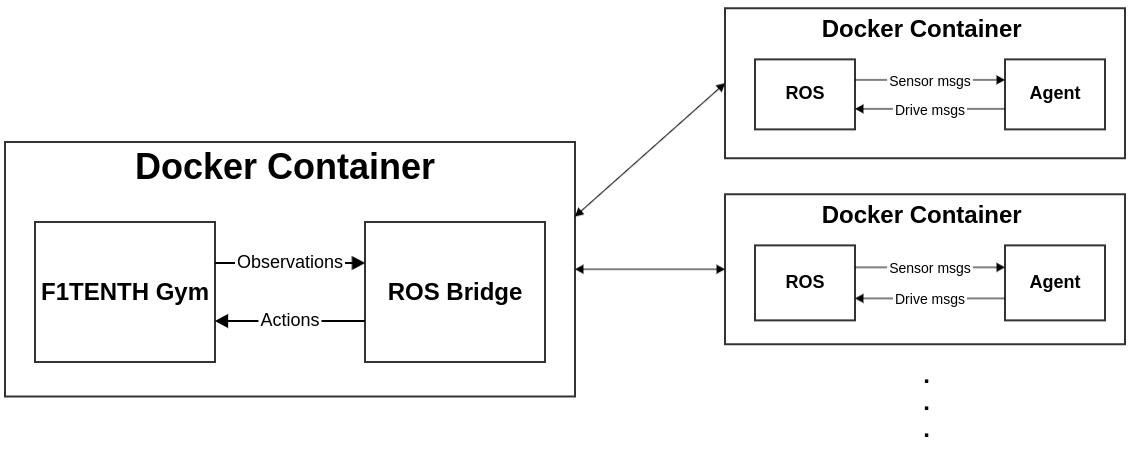 Docker Container
F1TENTH Gym
Observations
Actions
ROS Bridge
Docker Container
ROS
Sensor msgs
Drive msgs
Agent
Docker Container
ROS
Sensor msgs
Drive msgs
Agent
.
.
.